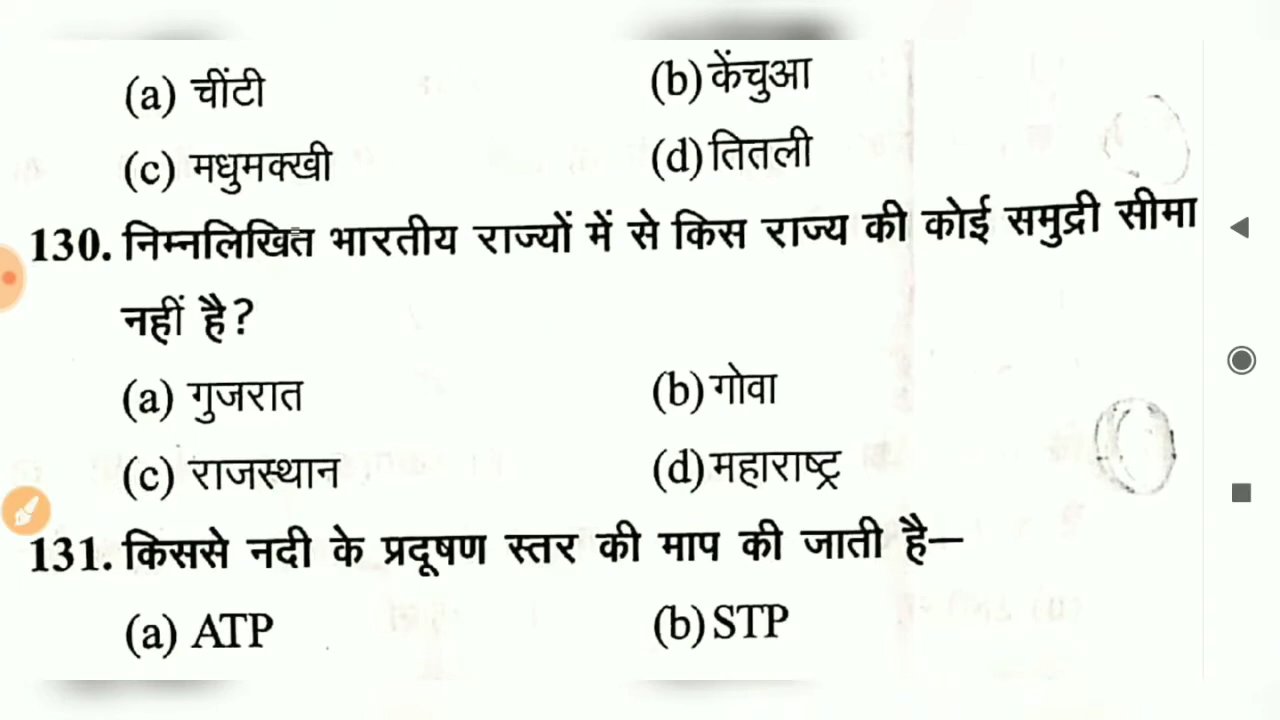 (a) चींटी (b) केंचुआ
(c) मधुमक्खी (d) तितली
130. निम्नलिखित भारतीय राज्यों में से किस राज्य की कोई समुद्री सीमा
नहीं है?
(a) गुजरात (b) गोवा
(c) राजस्थान (d) महाराष्ट्र
131. किससे नदी के प्रदूषण स्तर की माप की जाती है—
(a) ATP (b) STP